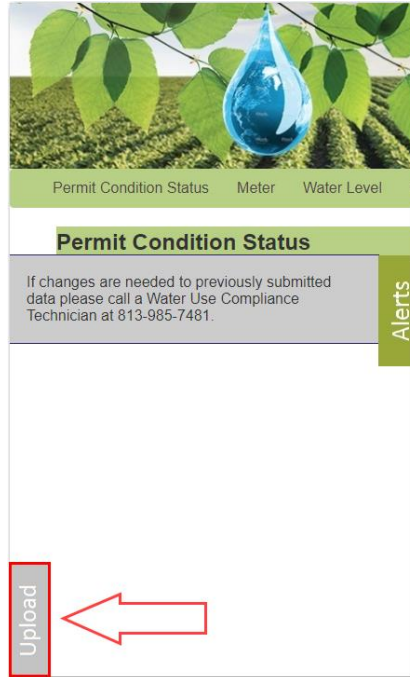 Permit Condition Status Meter Water Level
Permit Condition Status
If changes are needed to previously submitted
data please call a Water Use Compliance
Technician at 813-985-7481.
Alerts
Upload